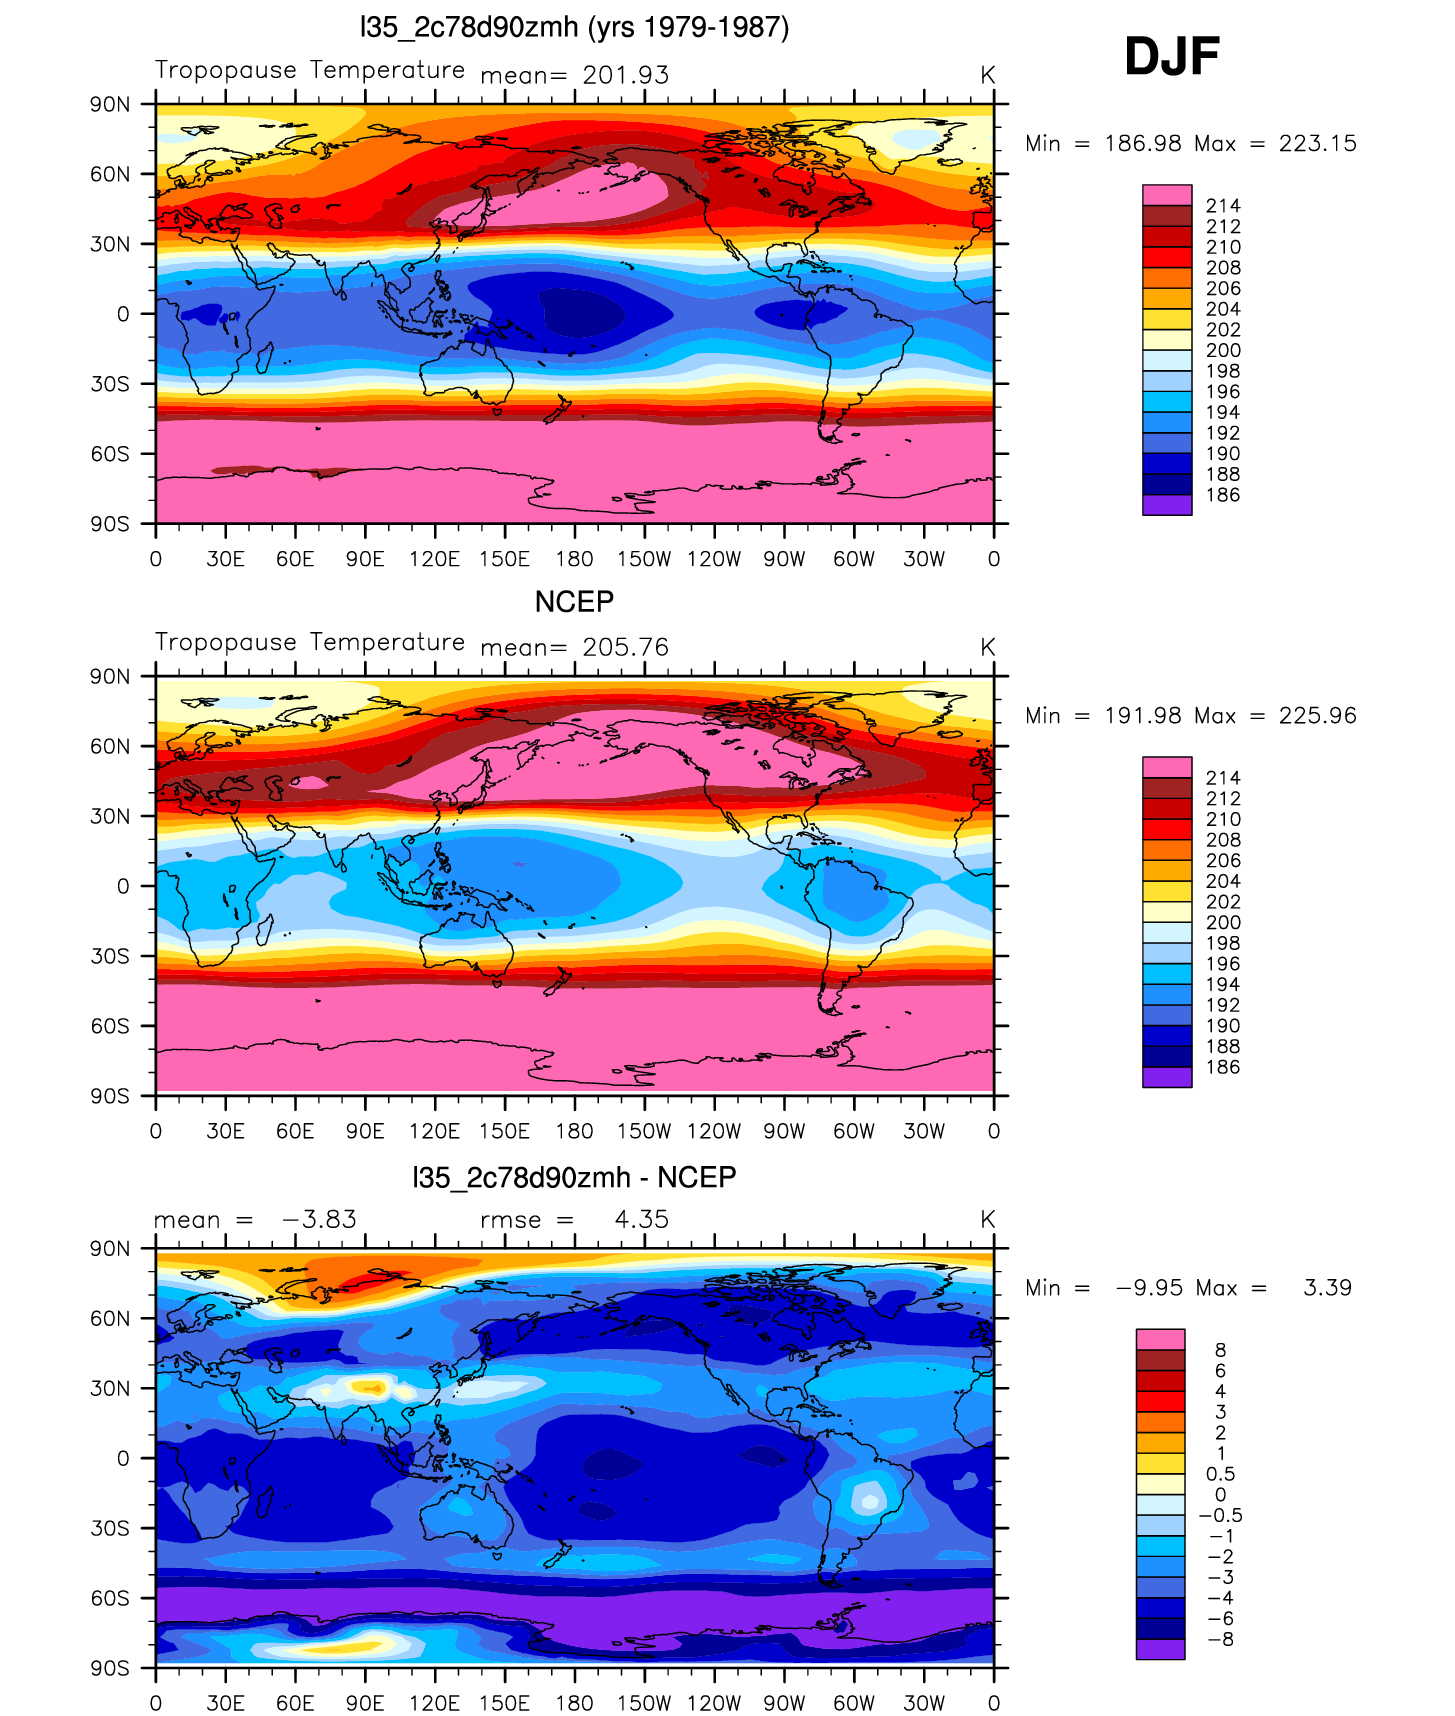 l35_2c78d90zmh (yrs 1979-1987)
DJF
Tropopause Temperature mean= 201.93 K
Min = 186.98 Max = 223.15
90N
60N
30N
0
30S
60S
90S
0 30E 60E 90E 120E 150E 180 150W 120W 90W 60W 30W 0
214
212
210
208
206
204
202
200
198
196
194
192
190
188
186
NCEP
Tropopause Temperature mean= 205.76 K
Min = 191.98 Max = 225.96
90N
60N
30N
0
30S
60S
90S
0 30E 60E 90E 120E 150E 180 150W 120W 90W 60W 30W 0
214
212
210
208
206
204
202
200
198
196
194
192
190
188
186
l35_2c78d90zmh - NCEP
mean = −3.83 rmse = 4.35 K
Min = −9.95 Max = 3.39
90N
60N
30N
0
30S
60S
90S
0 30E 60E 90E 120E 150E 180 150W 120W 90W 60W 30W 0
8
6
4
3
2
1
0.5
0
−0.5
−1
−2
−3
−4
−6
−8